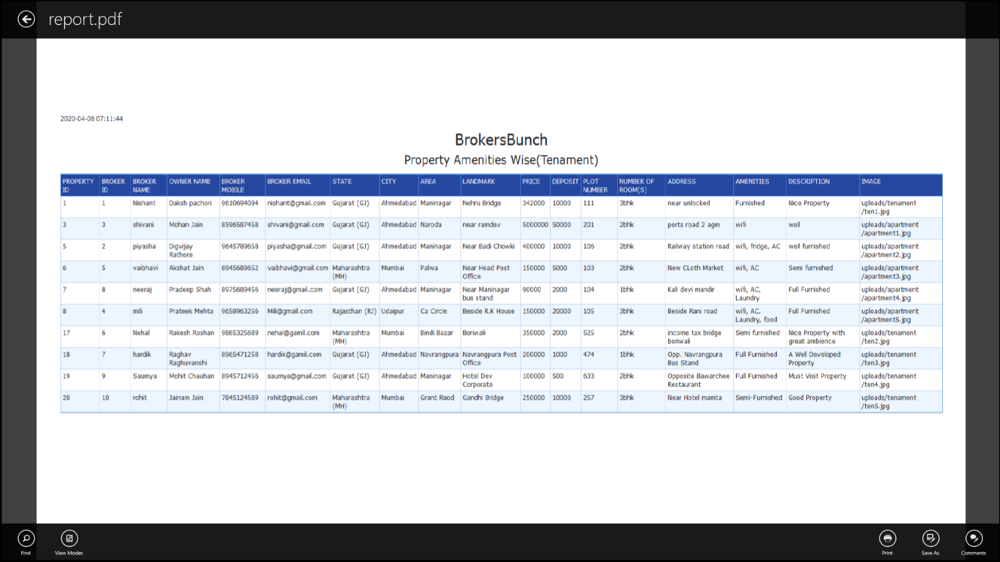 report.pdf
2020-04-08 07:11:44
BrokersBunch
Property Amenities Wise(Tenament)
PROPERTY ID BROKER ID BROKER NAME OWNER NAME BROKER MOBILE BROKER EMAIL STATE CITY AREA LANDMARK PRICE DEPOSIT PLOT NUMBER NUMBER OF ROOM(S) ADDRESS AMENITIES DESCRIPTION IMAGE
1 1 Nishant Daksh pachori 9610694094 nishant@gmail.com Gujarat (GJ) Ahmedabad Maninagar Nehru Bridge 342000 10000 111 3bhk near unlocked Furnished Nice Property uploads/tenament /ten1.jpg
3 3 shivani Mohan Jain 8596587458 shivani@gmail.com Gujarat (GJ) Ahmedabad Naroda near ramdev 5000000 50000 201 2bhk ports road 2 agm wifi well uploads/apartment /apartment1.jpg
5 2 piyasha Digvijay Rathore 9645789658 piyasha@gmail.com Gujarat (GJ) Ahmedabad Maninagar Near Badi Chowki 400000 10000 106 2bhk Railway station road wifi, fridge, AC well furnished uploads/apartment /apartment2.jpg
6 5 vaibhavi Akshat Jain 8945689652 vaibhavi@gmail.com Maharashtra (MH) Mumbai Palwa Near Head Post Office 150000 5000 103 2bhk New CLoth Market wifi, AC Semi furnished uploads/apartment /apartment3.jpg
7 8 neeraj Pradeep Shah 8975689456 neeraj@gmail.com Gujarat (GJ) Ahmedabad Maninagar Near Maninagar bus stand 90000 2000 104 1bhk Kali devi mandir wifi, AC, Laundry Full Furnished uploads/apartment /apartment4.jpg
8 4 mili Prateek Mehta 9658963256 Mili@gmail.com Rajasthan (RJ) Udaipur Ca Circle Beside R.K House 150000 20000 105 3bhk Beside Rani road wifi, AC, Laundry, food Full Furnished uploads/apartment /apartment5.jpg
17 6 Nehal Rakesh Roshan 9865325689 nehal@gamil.com Maharashtra (MH) Mumbai Bindi Bazar Boriwali 350000 2000 525 2bhk income tax bridge boriwali Semi furnished Nice Property with great ambience uploads/tenament /ten2.jpg
18 7 hardik Raghav Raghuvanshi 8965471258 hardik@gamil.com Gujarat (GJ) Ahmedabad Navrangpura Navrangpura Post Office 200000 1000 474 1bhk Opp. Navrangpura Bus Stand Full Furnished A Well Developed Property uploads/tenament /ten3.jpg
19 9 Saumya Mohit Chauhan 8945712456 saumya@gmail.com Gujarat (GJ) Ahmedabad Maninagar Hotel Dev Corporate 100000 500 633 2bhk Opposite Bawarchee Restaurant Full Furnished Must Visit Property uploads/tenament /ten4.jpg
20 10 rohit Jainam Jain 7845124589 rohit@gmail.com Maharashtra (MH) Mumbai Grant Raod Gandhi Bridge 250000 10000 257 3bhk Near Hotel mamta Semi-Furnished Good Property uploads/tenament /ten5.jpg
Find View Modes Print Save As Comments